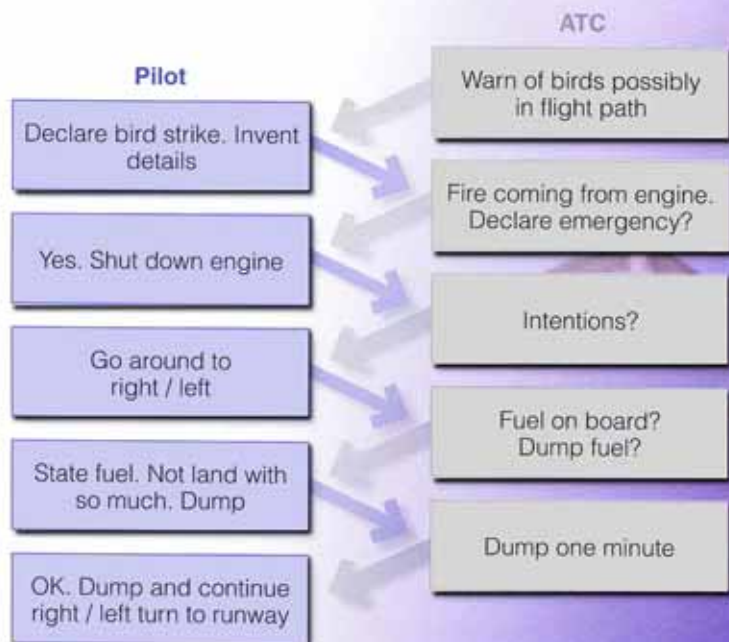 ATC
Pilot
Warn of birds possibly
in flight path
Declare bird strike. Invent
details
Fire coming from engine.
Declare emergency?
Yes. Shut down engine
Intentions?
Go around to
right / left
Fuel on board?
Dump fuel?
State fuel. Not land with
so much. Dump
Dump one minute
OK. Dump and continue
right / left turn to runway